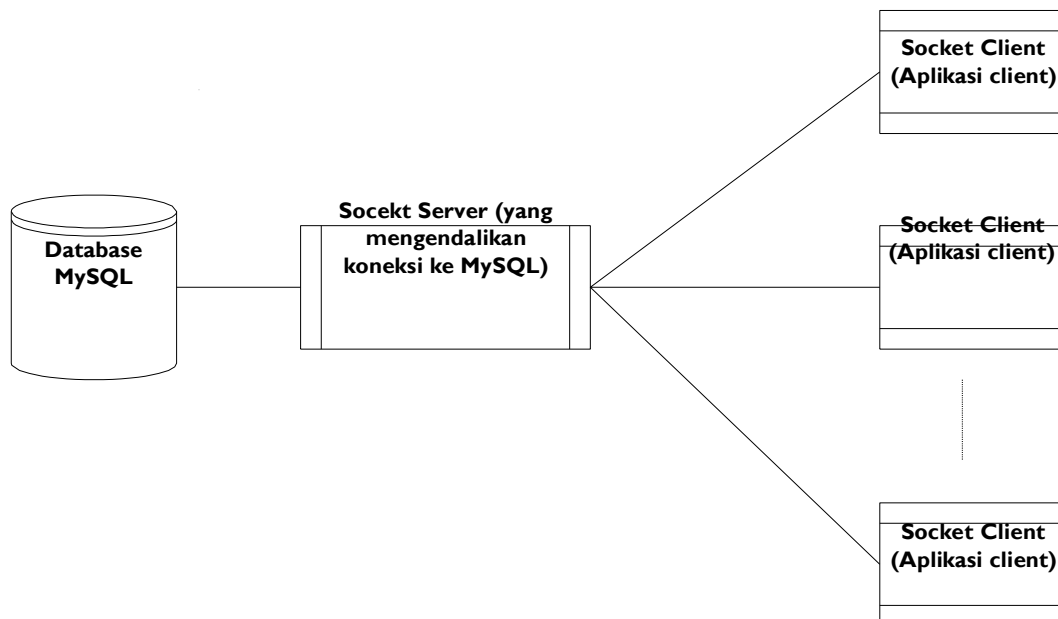 Socket Client
(Aplikasi client)
Database
MySQL
Socekt Server (yang
mengendalikan
koneksi ke MySQL)
Socket Client
(Aplikasi client)
Socket Client
(Aplikasi client)